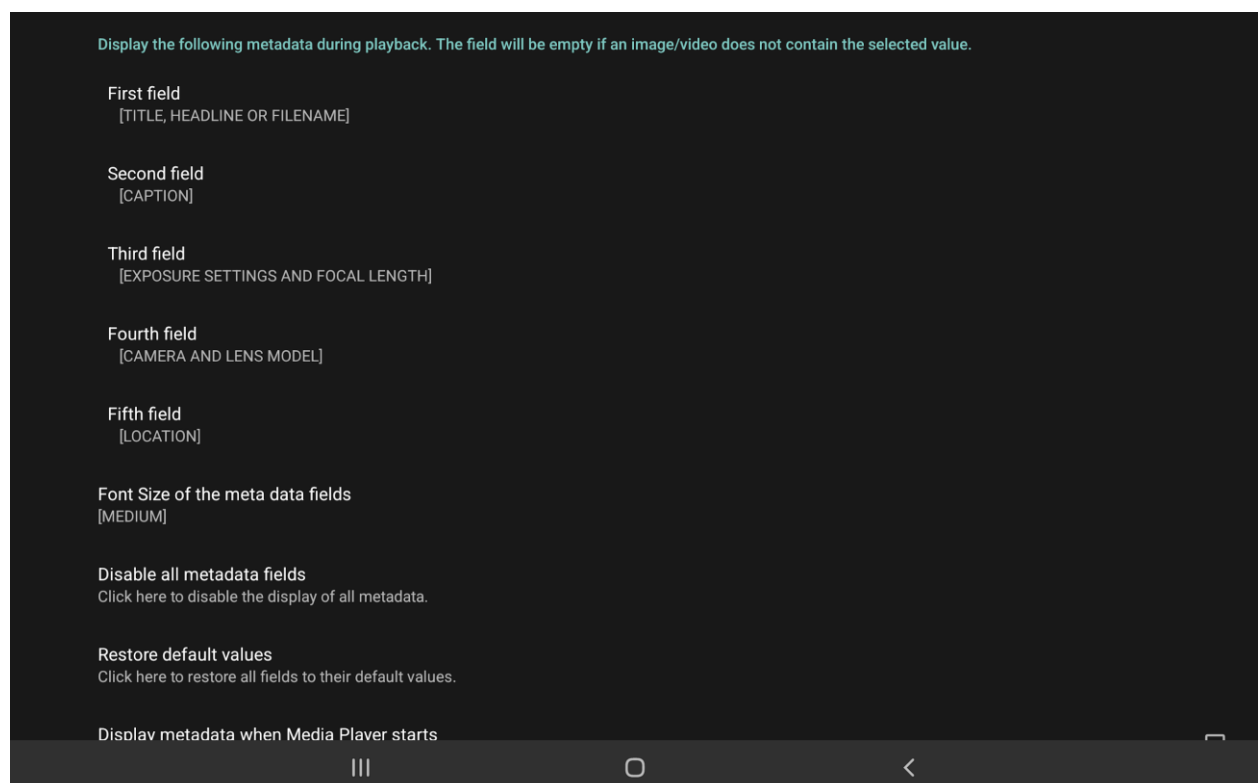 Display the following metadata during playback. The field will be empty if an image/video does not contain the selected value.
First field
[TITLE, HEADLINE OR FILENAME]
Second field
[CAPTION]
Third field
[EXPOSURE SETTINGS AND FOCAL LENGTH]
Fourth field
[CAMERA AND LENS MODEL]
Fifth field
[LOCATION]
Font Size of the meta data fields
[MEDIUM]
Disable all metadata fields
Click here to disable the display of all metadata.
Restore default values
Click here to restore all fields to their default values.
Display metadata when Media Player starts